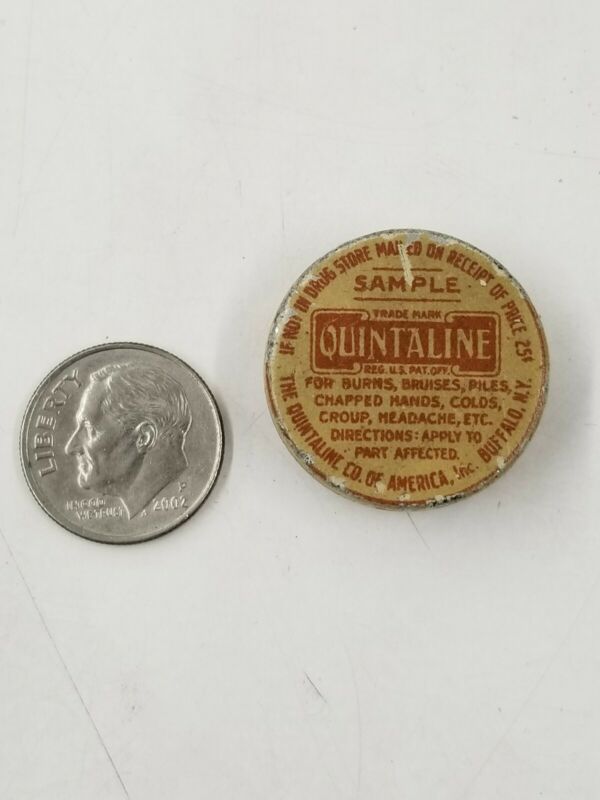 LIBERTY
IN GOD
WE TRUST
D
2002
IF NOT IN DRUG STORE MAILED ON RECEIPT OF PRICE 25¢
SAMPLE
TRADE MARK
QUINTALINE
REG. U.S. PAT. OFF.
FOR BURNS, BRUISES, PILES,
CHAPPED HANDS, COLDS,
CROUP, HEADACHE, ETC.
DIRECTIONS: APPLY TO
PART AFFECTED.
THE QUINTALINE CO. OF AMERICA, Inc. BUFFALO, N.Y.